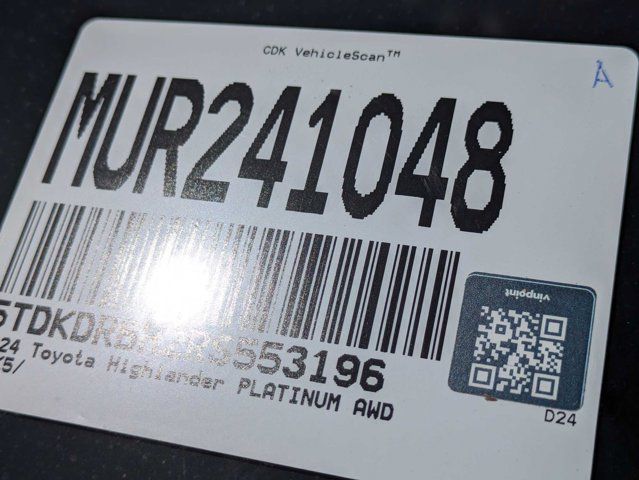 CDK VehicleScan™
A
MUR241048
vinpoint
24 Toyota Highlander PLATINUM AWD
D24